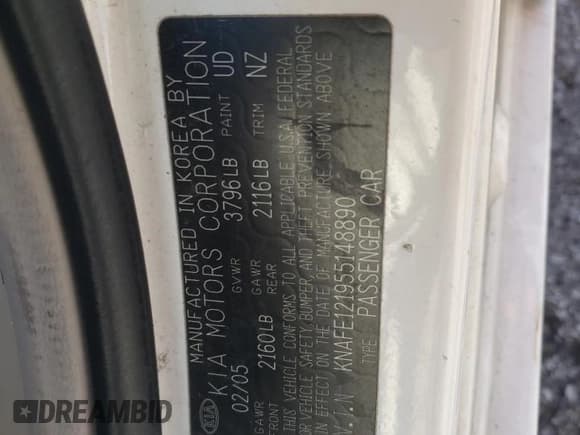 MANUFACTURED IN KOREA BY
KIA KIA MOTORS CORPORATION
02/05 GVWR 3796LB PAINT UD
GAWR FRONT 2160LB GAWR REAR 2116LB TRIM NZ
THIS VEHICLE CONFORMS TO ALL APPLICABLE U.S.A. FEDERAL
MOTOR VEHICLE SAFETY, BUMPER, AND THEFT PREVENTION STANDARDS
IN EFFECT ON THE DATE OF MANUFACTURE SHOWN ABOVE
V.I.N KNAFE121955148890
TYPE PASSENGER CAR
DREAMBID